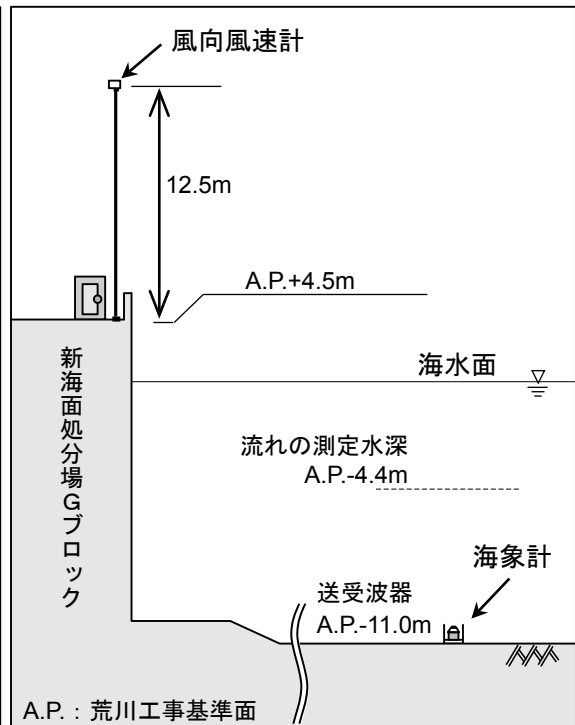 風向風速計
12.5m
A.P.+4.5m
海水面
新海面処分場Gブロック
流れの測定水深
A.P.-4.4m
海象計
送受波器
A.P.-11.0m
A.P.：荒川工事基準面